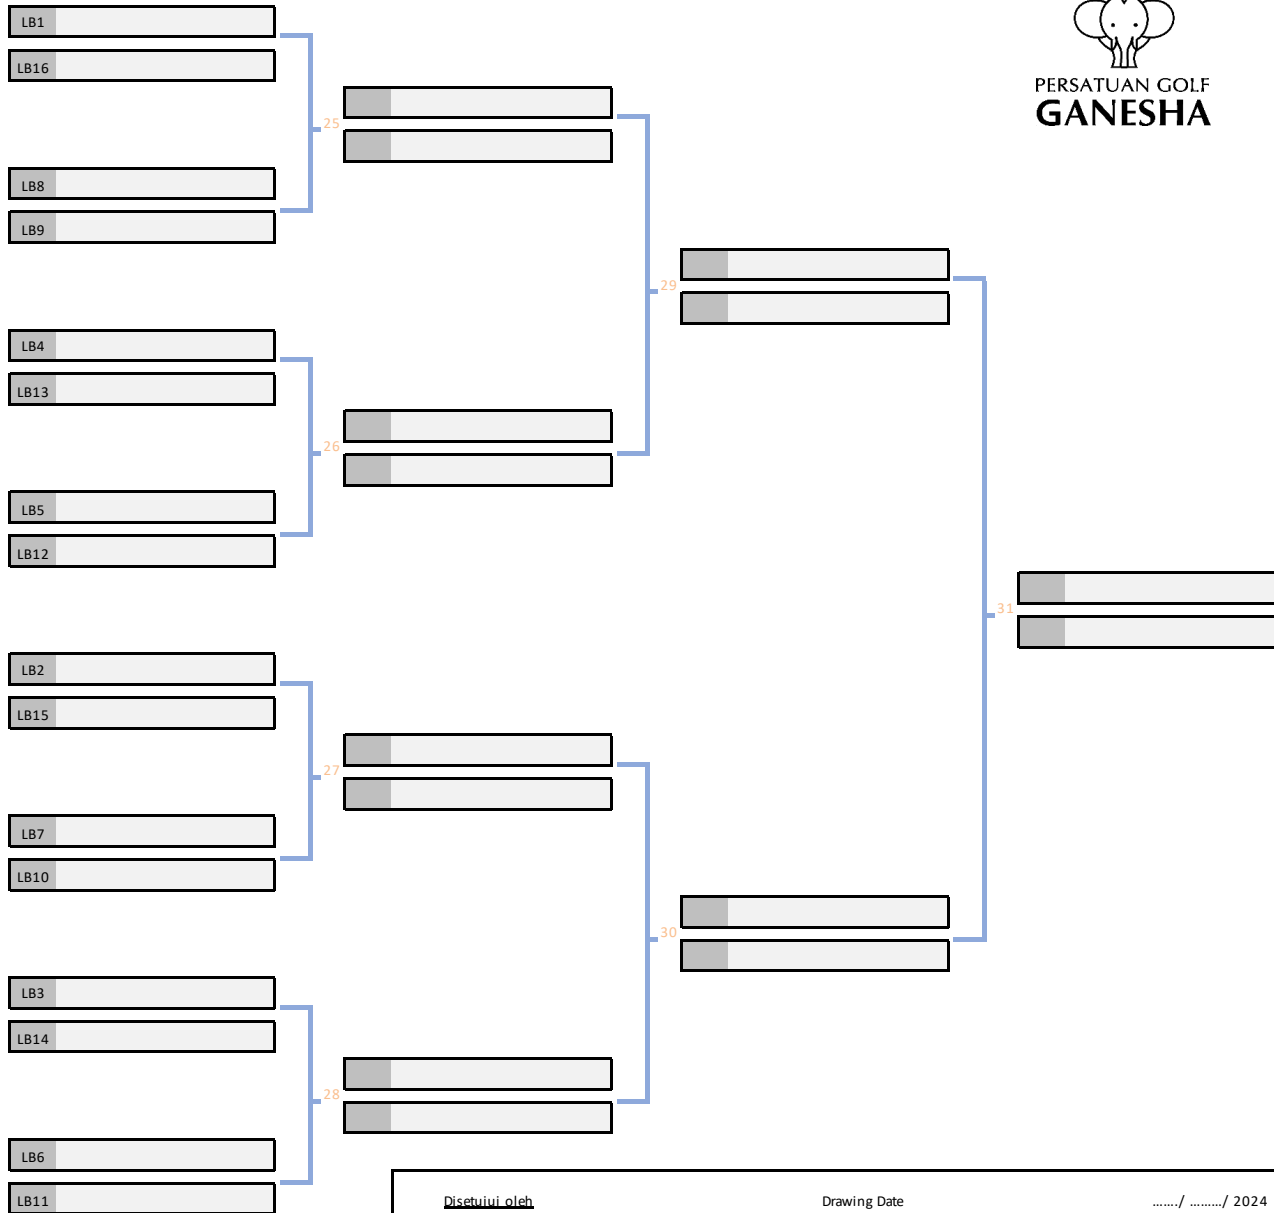 LB1
LB16
PERSATUAN GOLF
GANESHA
25
LB8
LB9
29
LB4
LB13
26
LB5
LB12
31
LB2
LB15
27
LB7
LB10
30
LB3
LB14
28
LB6
LB11
Disetujui oleh Drawing Date ……./ ………/ 2024